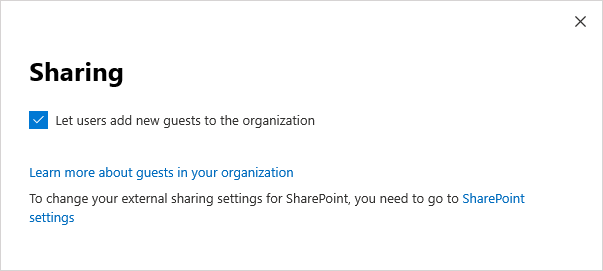 Sharing
Let users add new guests to the organization
Learn more about guests in your organization
To change your external sharing settings for SharePoint, you need to go to SharePoint
settings